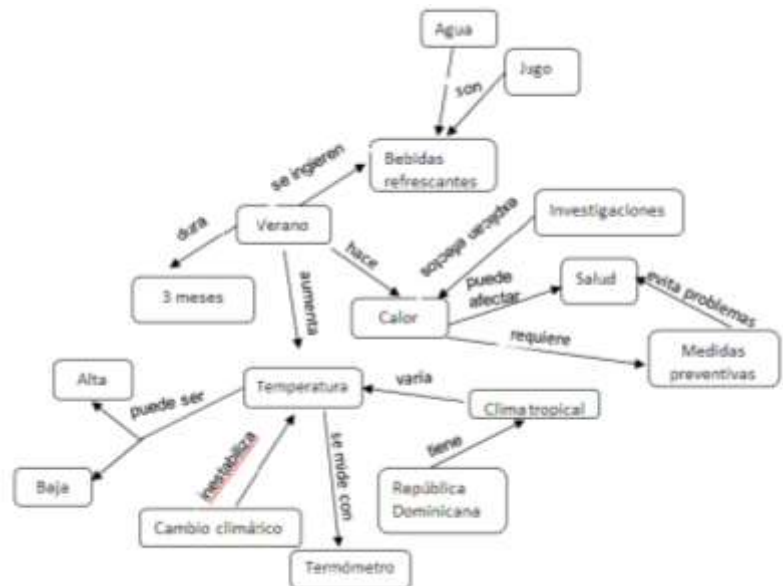 Agua
Jugo
son
Bebidas
refrescantes
se ingieren
Verano
dura
3 meses
hace
aumenta
explican efectos
Investigaciones
Calor
puede
afectar
Salud
evita problemas
requiere
Medidas
preventivas
Alta
puede ser
Temperatura
varia
Clima tropical
Baja
inestabiliza
se mide con
tiene
República
Dominicana
Cambio climático
Termómetro